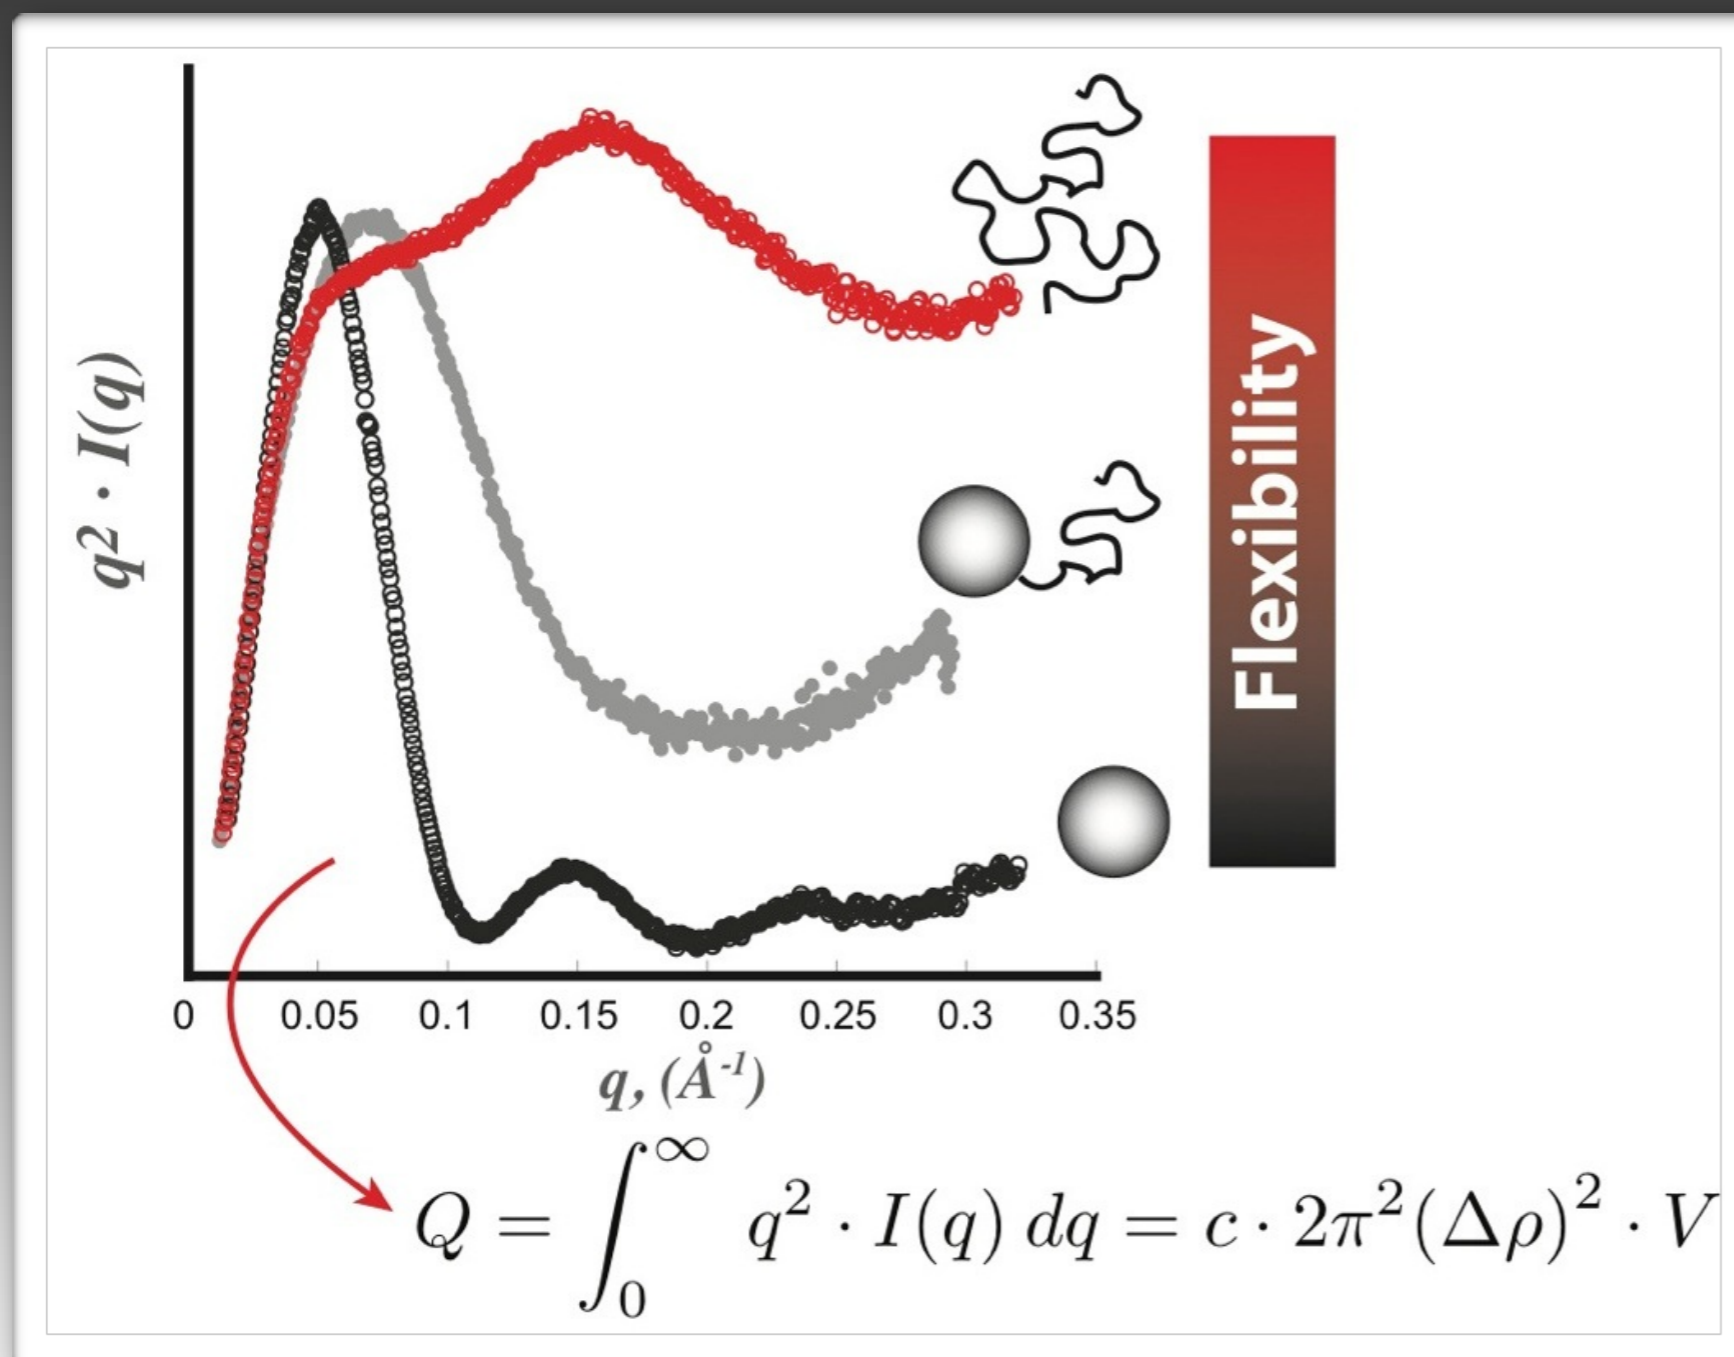 q² · I(q)
Flexibility
0 0.05 0.1 0.15 0.2 0.25 0.3 0.35
q, (Å⁻¹)
Q = ∫₀^∞ q² · I(q) dq = c · 2π²(Δρ)² · V